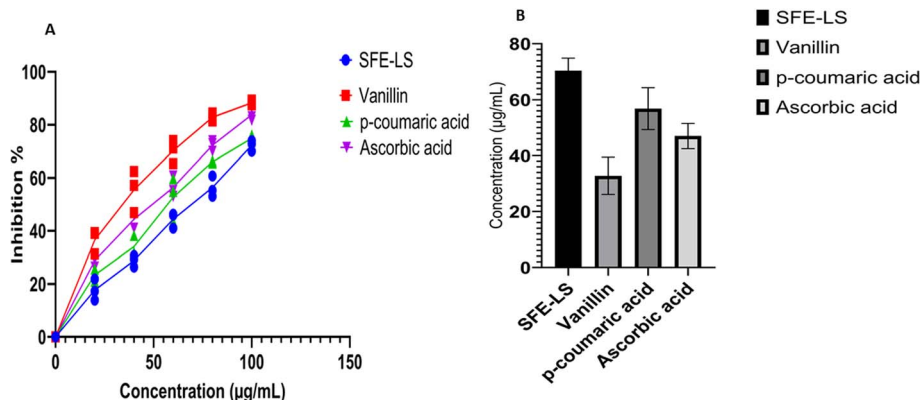 A
Inhibition %
100
80
60
40
20
0
0
50
100
150
Concentration (µg/mL)
SFE-LS
Vanillin
p-coumaric acid
Ascorbic acid
B
Concentration (µg/mL)
80
60
40
20
0
SFE-LS
Vanillin
p-coumaric acid
Ascorbic acid
SFE-LS
Vanillin
p-coumaric acid
Ascorbic acid